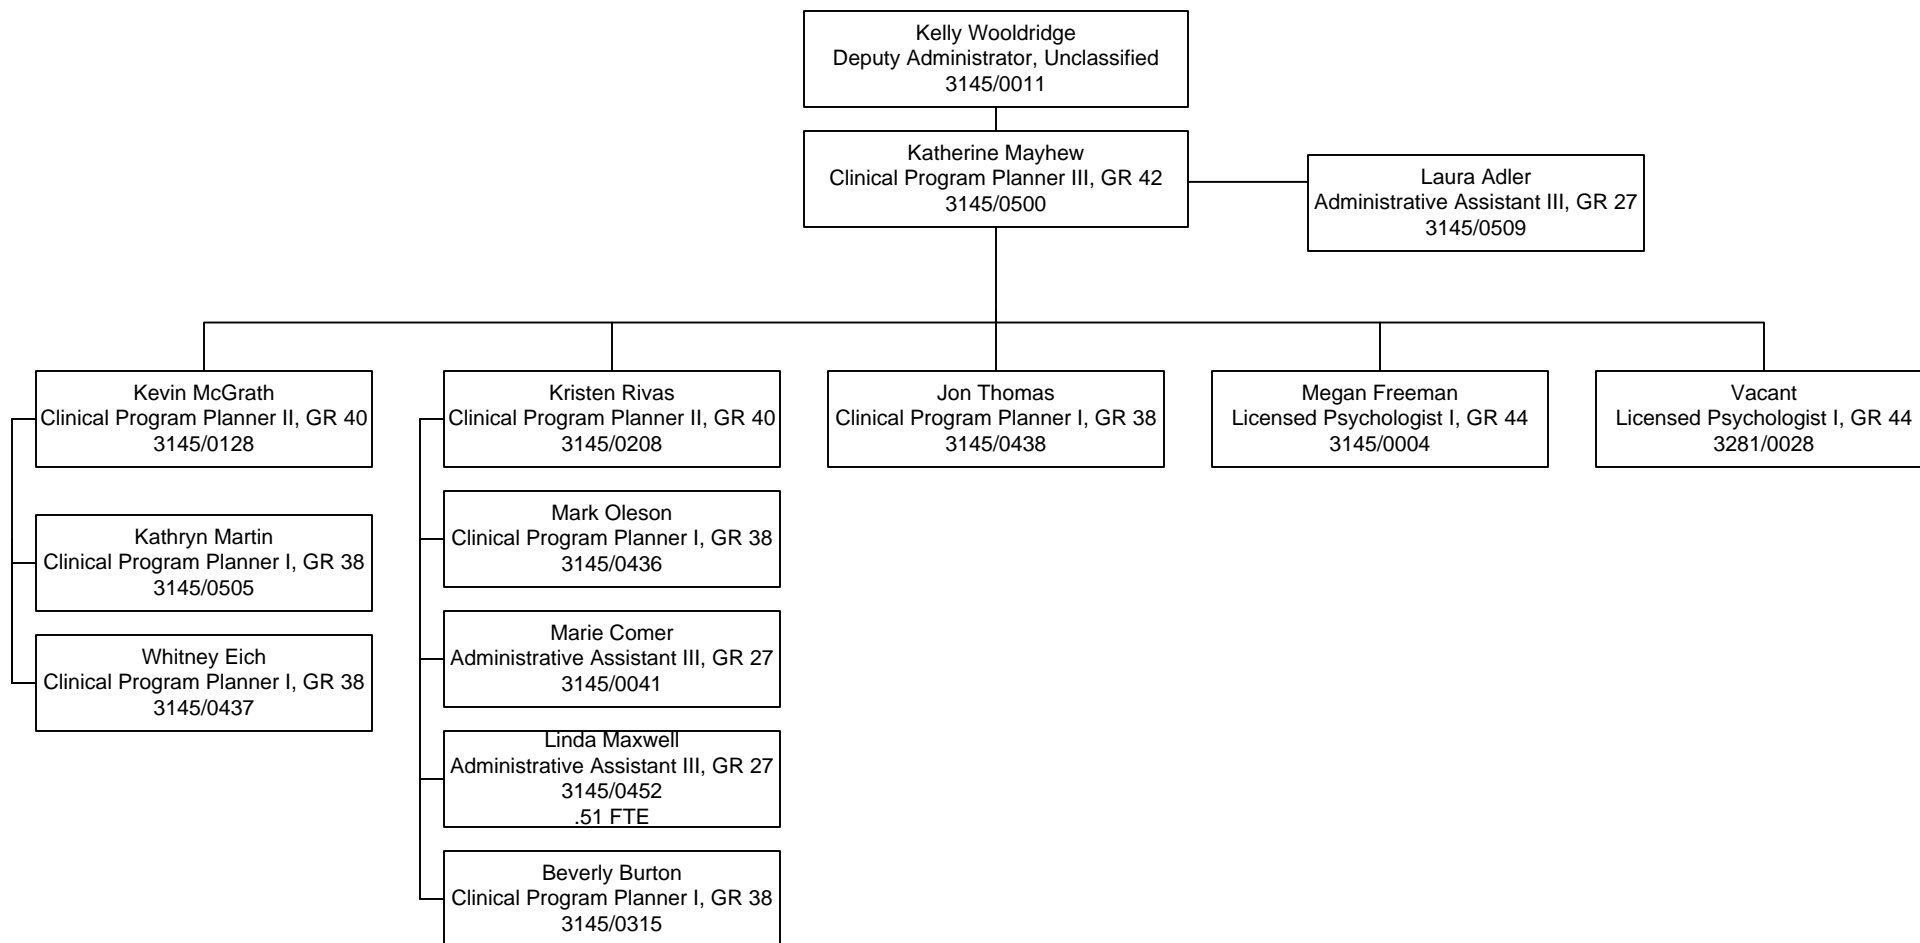 Kelly Wooldridge
Deputy Administrator, Unclassified
3145/0011
Katherine Mayhew
Clinical Program Planner III, GR 42
3145/0500
Laura Adler
Administrative Assistant III, GR 27
3145/0509
Kevin McGrath
Clinical Program Planner II, GR 40
3145/0128
Kristen Rivas
Clinical Program Planner II, GR 40
3145/0208
Jon Thomas
Clinical Program Planner I, GR 38
3145/0438
Megan Freeman
Licensed Psychologist I, GR 44
3145/0004
Vacant
Licensed Psychologist I, GR 44
3281/0028
Kathryn Martin
Clinical Program Planner I, GR 38
3145/0505
Whitney Eich
Clinical Program Planner I, GR 38
3145/0437
Mark Oleson
Clinical Program Planner I, GR 38
3145/0436
Marie Comer
Administrative Assistant III, GR 27
3145/0041
Linda Maxwell
Administrative Assistant III, GR 27
3145/0452
.51 FTE
Beverly Burton
Clinical Program Planner I, GR 38
3145/0315